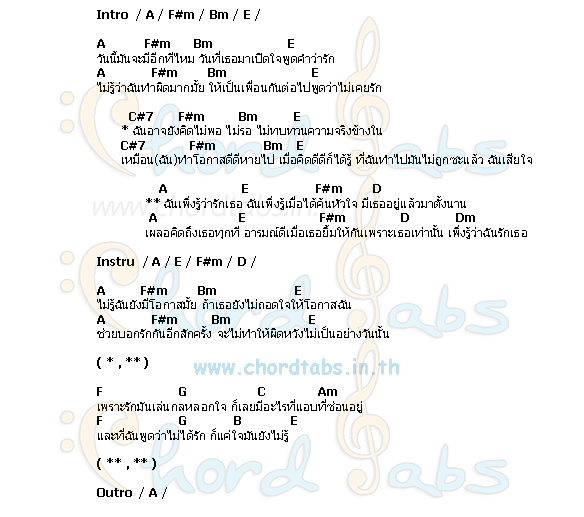 Intro / A / F#m / Bm / E /
A F#m Bm E
วันนี้มันจะมีอีกทีไหม วันที่เธอมาเปิดใจพูดคำว่ารัก
A F#m Bm E
ไม่รู้ว่าฉันทำผิดมากมั้ย ให้เป็นเพื่อนกันต่อไปพูดว่าไม่เคยรัก
C#7 F#m Bm E
* ฉันอาจยังคิดไม่พอ ไม่รอ ไม่ทบทวนความจริงข้างใน
C#7 F#m Bm E
เหมือน(ฉัน)ทำโอกาสดีดีหายไป เมื่อคิดดีดีก็ได้รู้ ที่ฉันทำไปมันไม่ถูกซะแล้ว ฉันเสียใจ
A E F#m D
** ฉันเพิ่งรู้ว่ารักเธอ ฉันเพิ่งรู้เมื่อได้ค้นหัวใจ มีเธออยู่แล้วมาตั้งนาน
A E F#m D Dm
เผลอคิดถึงเธอทุกที อารมณ์ดีเมื่อเธอยิ้มให้กันเพราะเธอเท่านั้น เพิ่งรู้ว่าฉันรักเธอ
Instru / A / E / F#m / D /
A F#m Bm E
ไม่รู้ฉันยังมีโอกาสมั้ย ถ้าเธอยังไม่ถอดใจให้โอกาสฉัน
A F#m Bm E
ช่วยบอกรักกันอีกสักครั้ง จะไม่ทำให้ผิดหวังไม่เป็นอย่างวันนั้น
( * , ** )
www.chordtabs.in.th
F G C Am
เพราะรักมันเล่นกลหลอกใจ ก็เลยมีอะไรที่แอบที่ซ่อนอยู่
F G B E
และที่ฉันพูดว่าไม่ได้รัก ก็แค่ใจมันยังไม่รู้
( ** , ** )
Outro / A /